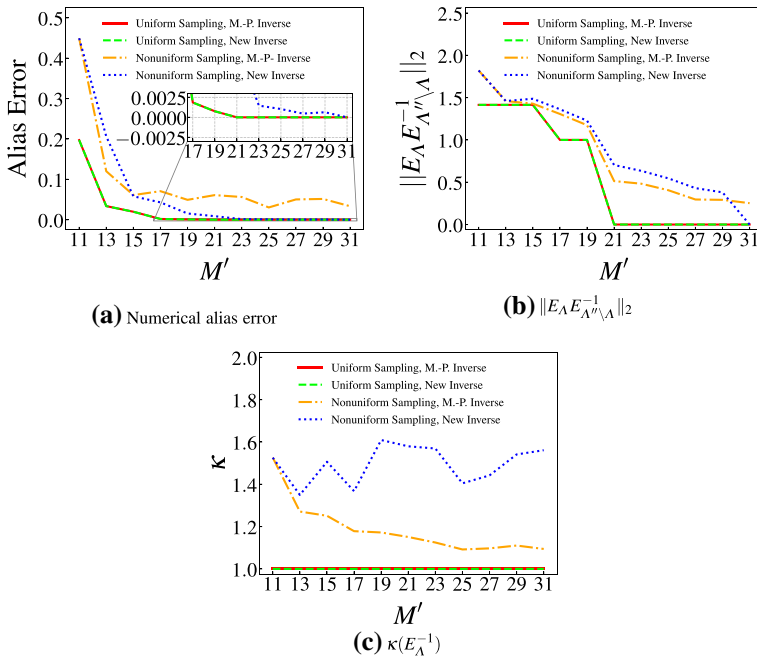 Uniform Sampling, M.-P. Inverse
Uniform Sampling, New Inverse
Nonuniform Sampling, M.-P- Inverse
Nonuniform Sampling, New Inverse
Alias Error
0.5
0.4
0.3
0.2
0.1
0.0
0.0025
0.0000
−0.0025
17 19 21 23 25 27 29 31
11 13 15 17 19 21 23 25 27 29 31
M′
(a) Numerical alias error
Uniform Sampling, M.-P. Inverse
Uniform Sampling, New Inverse
Nonuniform Sampling, M.-P. Inverse
Nonuniform Sampling, New Inverse
||E_Λ E^{-1}_{Λ″\Λ}||_2
2.5
2.0
1.5
1.0
0.5
0.0
11 13 15 17 19 21 23 25 27 29 31
M′
(b) ∥E_Λ E^{-1}_{Λ″\Λ}∥_2
Uniform Sampling, M.-P. Inverse
Uniform Sampling, New Inverse
Nonuniform Sampling, M.-P. Inverse
Nonuniform Sampling, New Inverse
κ
2.0
1.8
1.6
1.4
1.2
1.0
11 13 15 17 19 21 23 25 27 29 31
M′
(c) κ(E_Λ^{-1})